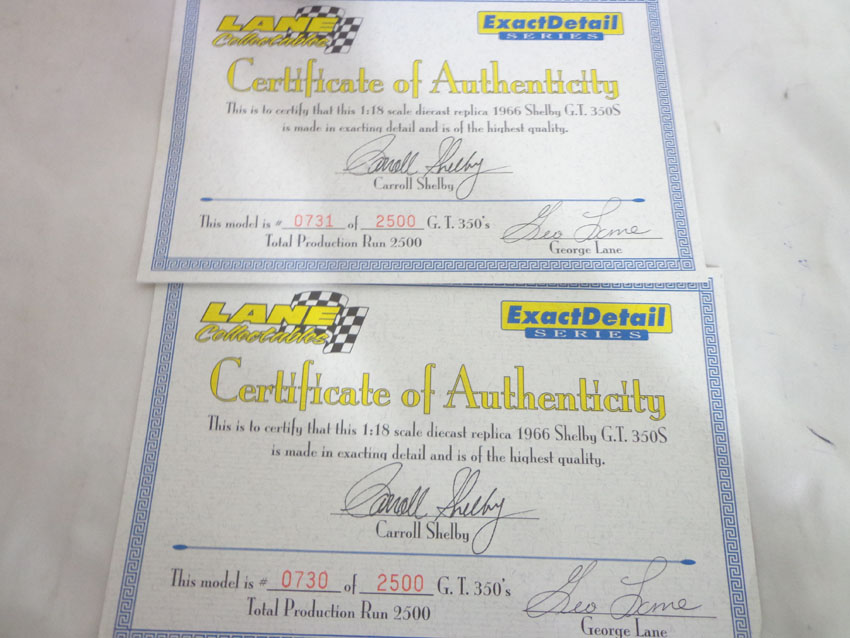 LANE Collectables
ExactDetail
SERIES
Certificate of Authenticity
This is to certify that this 1:18 scale diecast replica 1966 Shelby G.T. 350S
is made in exacting detail and is of the highest quality.
Carroll Shelby
Carroll Shelby
This model is # 0731 of 2500 G.T. 350's
Geo Lane
Total Production Run 2500
George Lane
LANE Collectables
ExactDetail
SERIES
Certificate of Authenticity
This is to certify that this 1:18 scale diecast replica 1966 Shelby G.T. 350S
is made in exacting detail and is of the highest quality.
Carroll Shelby
Carroll Shelby
This model is # 0730 of 2500 G.T. 350's
Geo Lane
Total Production Run 2500
George Lane